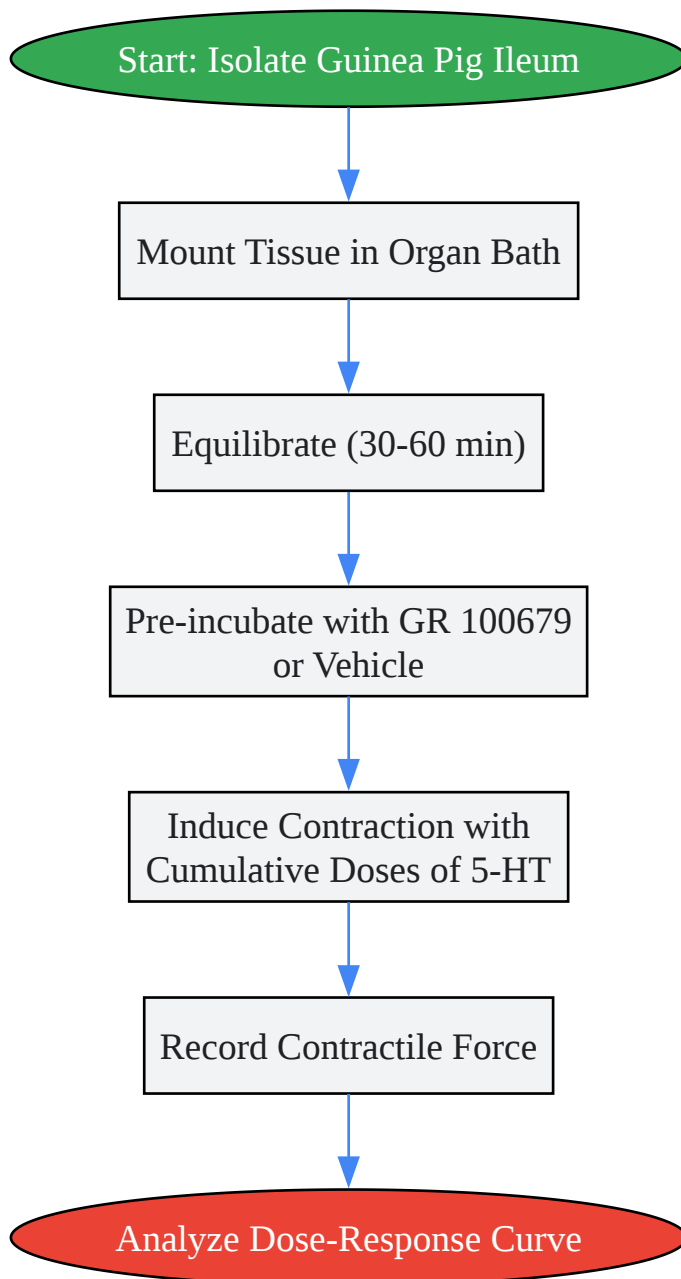 Start: Isolate Guinea Pig Ileum
Mount Tissue in Organ Bath
Equilibrate (30-60 min)
Pre-incubate with GR 100679
or Vehicle
Induce Contraction with
Cumulative Doses of 5-HT
Record Contractile Force
Analyze Dose-Response Curve